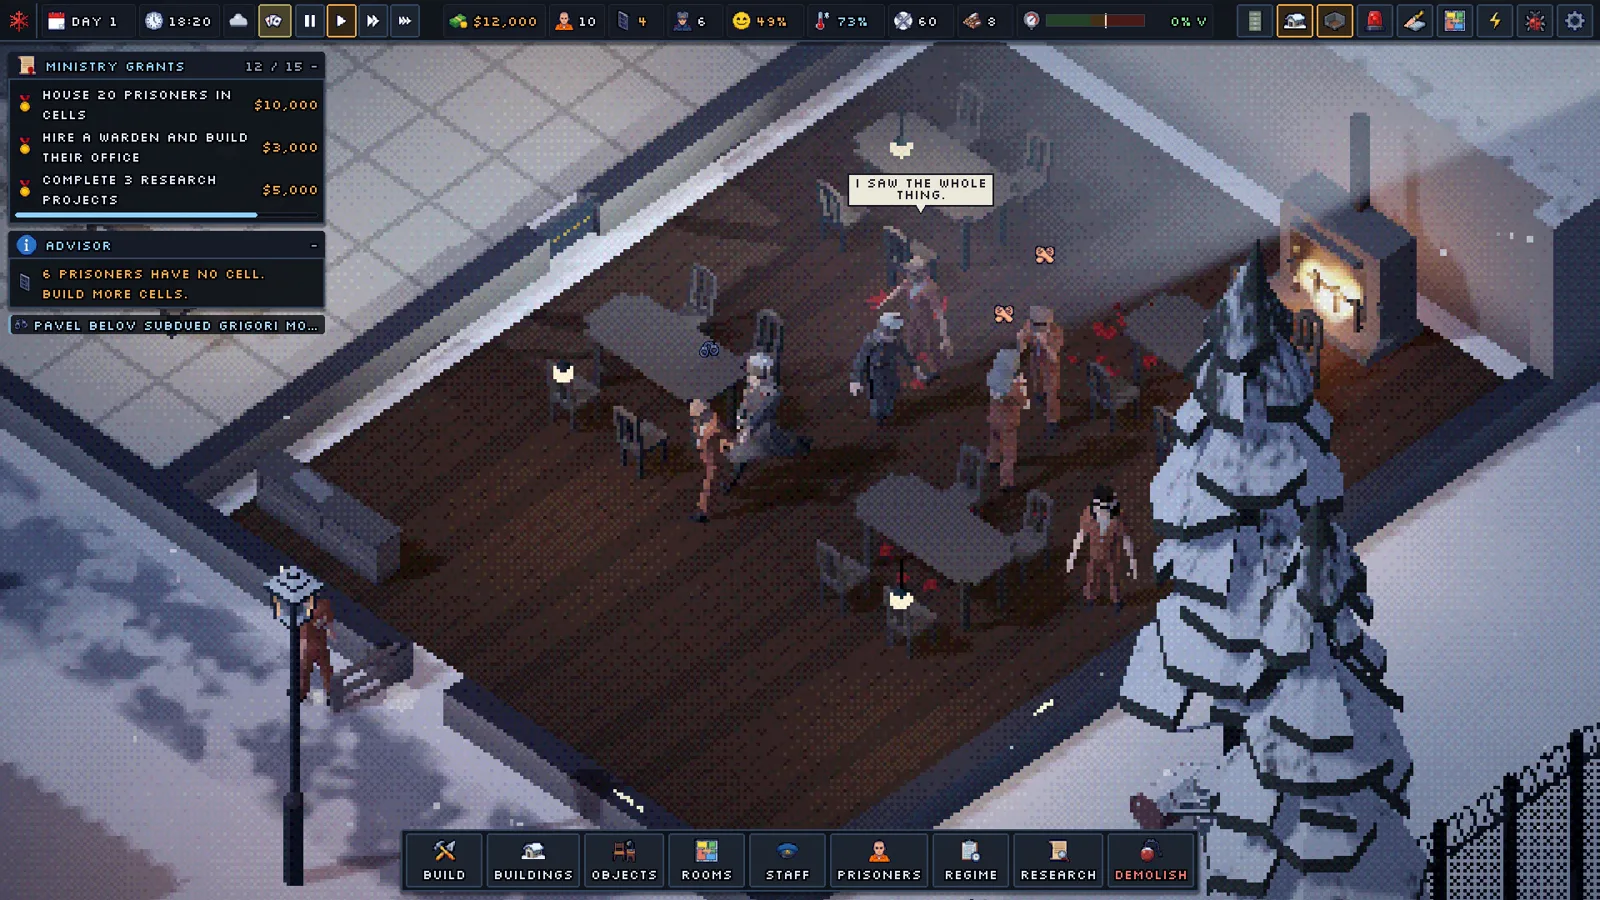 DAY 1
18:20
$12,000
10
4
6
49%
73%
60
8
0% V
MINISTRY GRANTS
12 / 15 -
HOUSE 20 PRISONERS IN
CELLS
$10,000
HIRE A WARDEN AND BUILD
THEIR OFFICE
$3,000
COMPLETE 3 RESEARCH
PROJECTS
$5,000
ADVISOR
-
6 PRISONERS HAVE NO CELL.
BUILD MORE CELLS.
PAVEL BELOV SUBDUED GRIGORI MO...
I SAW THE WHOLE
THING.
BUILD
BUILDINGS
OBJECTS
ROOMS
STAFF
PRISONERS
REGIME
RESEARCH
DEMOLISH